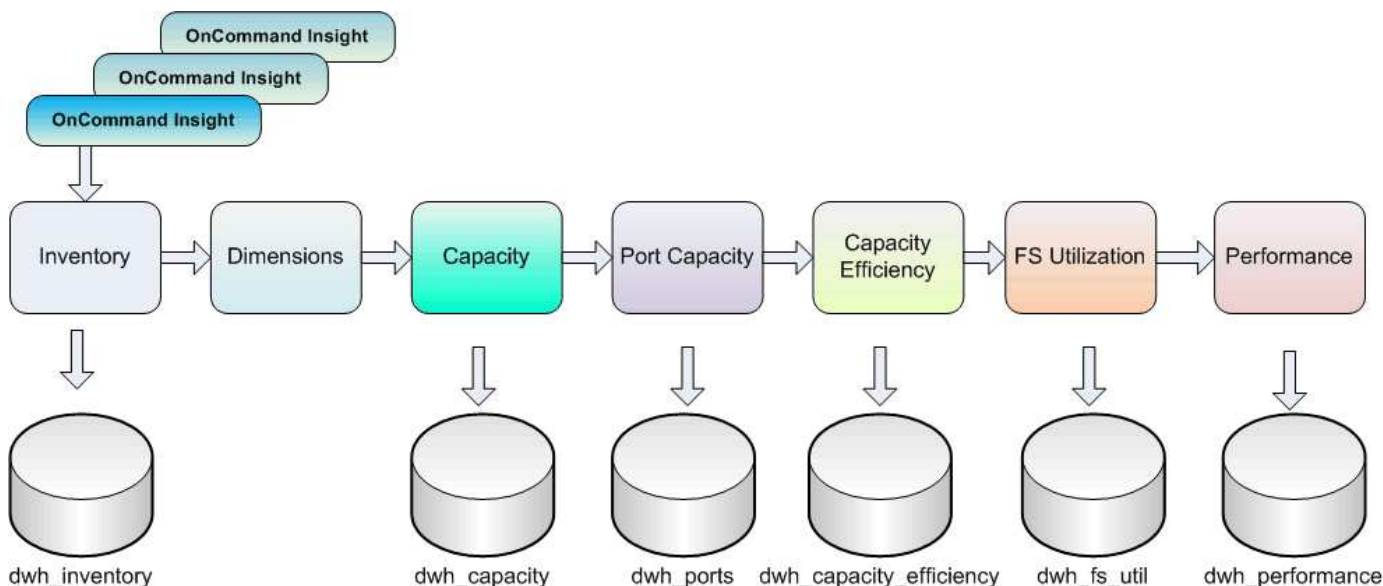 OnCommand Insight
OnCommand Insight
OnCommand Insight
Inventory
Dimensions
Capacity
Port Capacity
Capacity
Efficiency
FS Utilization
Performance
dwh_inventory
dwh_capacity
dwh_ports
dwh_capacity_efficiency
dwh_fs_util
dwh_performance